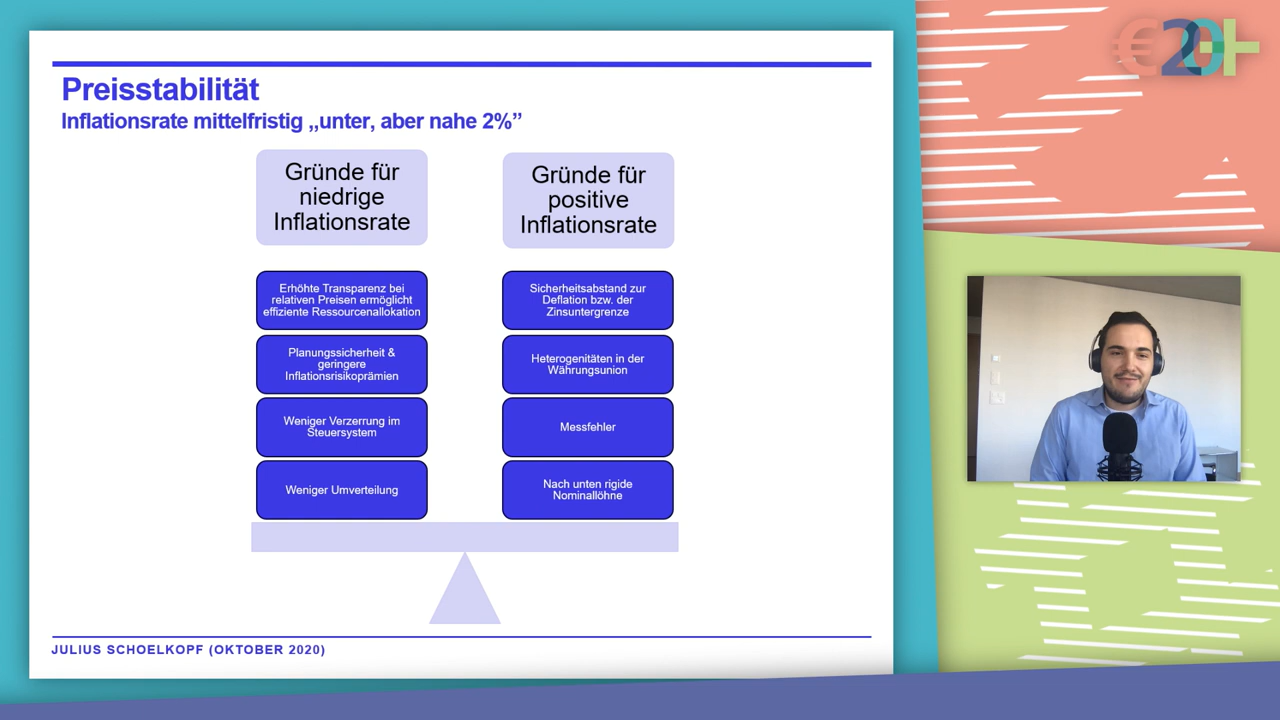 €20+
Preisstabilität
Inflationsrate mittelfristig „unter, aber nahe 2%”
Gründe für
niedrige
Inflationsrate
Erhöhte Transparenz bei
relativen Preisen ermöglicht
effiziente Ressourcenallokation
Planungssicherheit &
geringere
Inflationsrisikoprämien
Weniger Verzerrung im
Steuersystem
Weniger Umverteilung
Gründe für
positive
Inflationsrate
Sicherheitsabstand zur
Deflation bzw. der
Zinsuntergrenze
Heterogenitäten in der
Währungsunion
Messfehler
Nach unten rigide
Nominallöhne
JULIUS SCHOELKOPF (OKTOBER 2020)